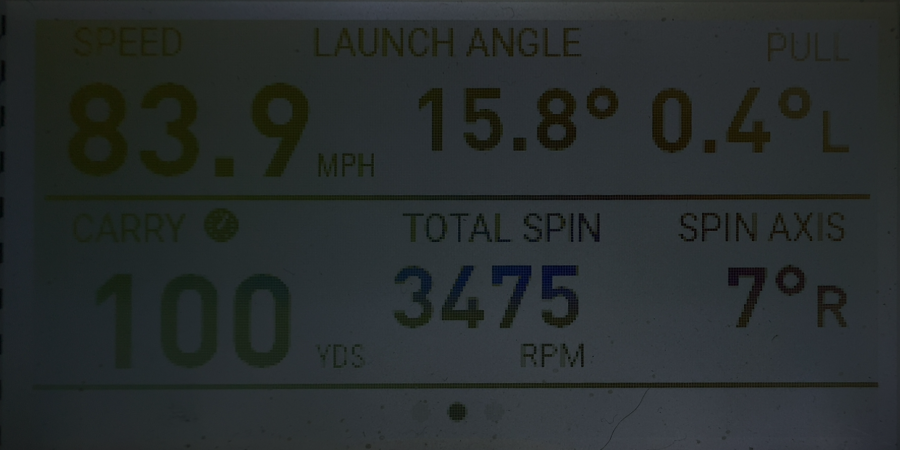 SPEED LAUNCH ANGLE PULL
83.9 MPH 15.8° 0.4° L
CARRY TOTAL SPIN SPIN AXIS
100 YDS 3475 RPM 7° R